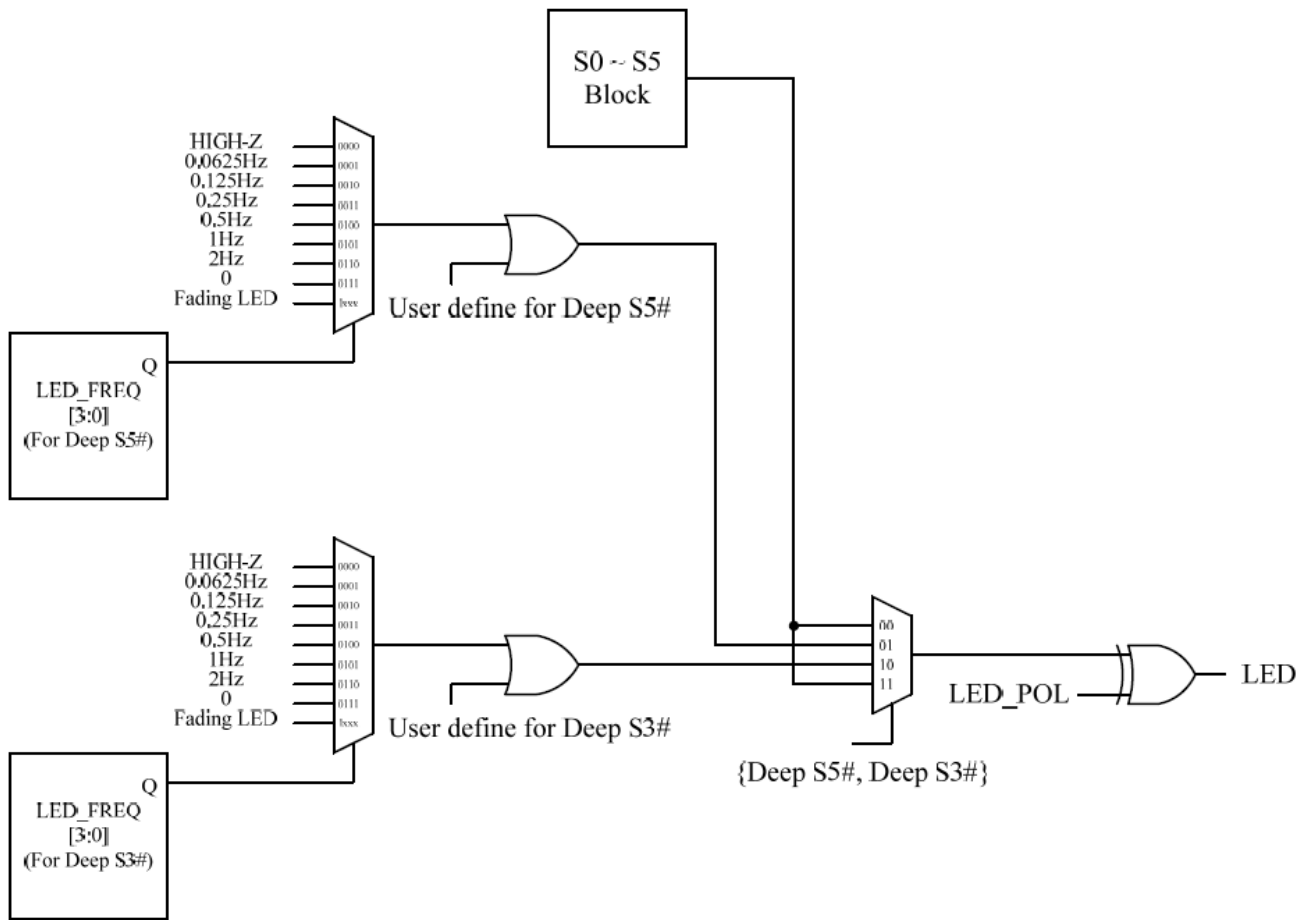 S0 ~ S5
Block
HIGH-Z
0.0625Hz
0.125Hz
0.25Hz
0.5Hz
1Hz
2Hz
0
Fading LED
0000
0001
0010
0011
0100
0101
0110
0111
1xxx
User define for Deep S5#
Q
LED_FREQ
[3:0]
(For Deep S5#)
HIGH-Z
0.0625Hz
0.125Hz
0.25Hz
0.5Hz
1Hz
2Hz
0
Fading LED
0000
0001
0010
0011
0100
0101
0110
0111
1xxx
User define for Deep S3#
Q
LED_FREQ
[3:0]
(For Deep S3#)
00
01
10
11
{Deep S5#, Deep S3#}
LED_POL
LED